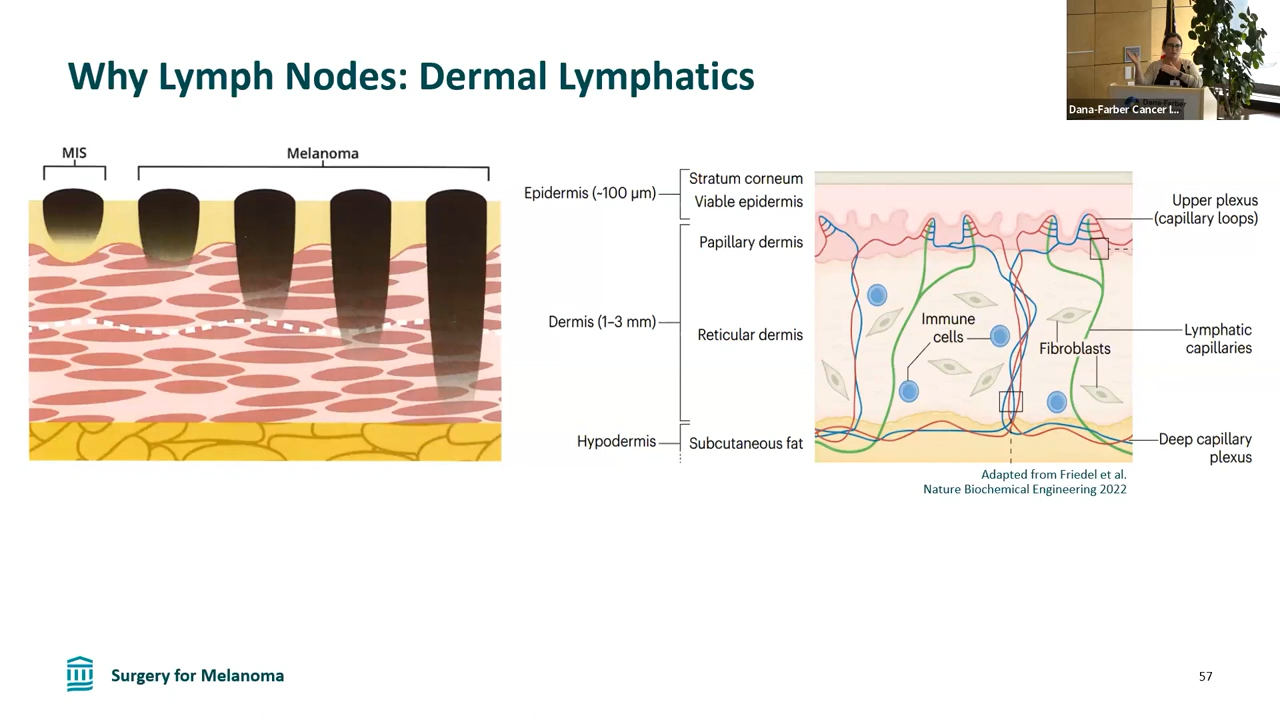 Why Lymph Nodes: Dermal Lymphatics
Dana-Farber Cancer I...
MIS
Melanoma
Epidermis (~100 µm)
Stratum corneum
Viable epidermis
Papillary dermis
Dermis (1–3 mm)
Reticular dermis
Hypodermis
Subcutaneous fat
Immune
cells
Fibroblasts
Upper plexus
(capillary loops)
Lymphatic
capillaries
Deep capillary
plexus
Adapted from Friedel et al.
Nature Biochemical Engineering 2022
Surgery for Melanoma
57